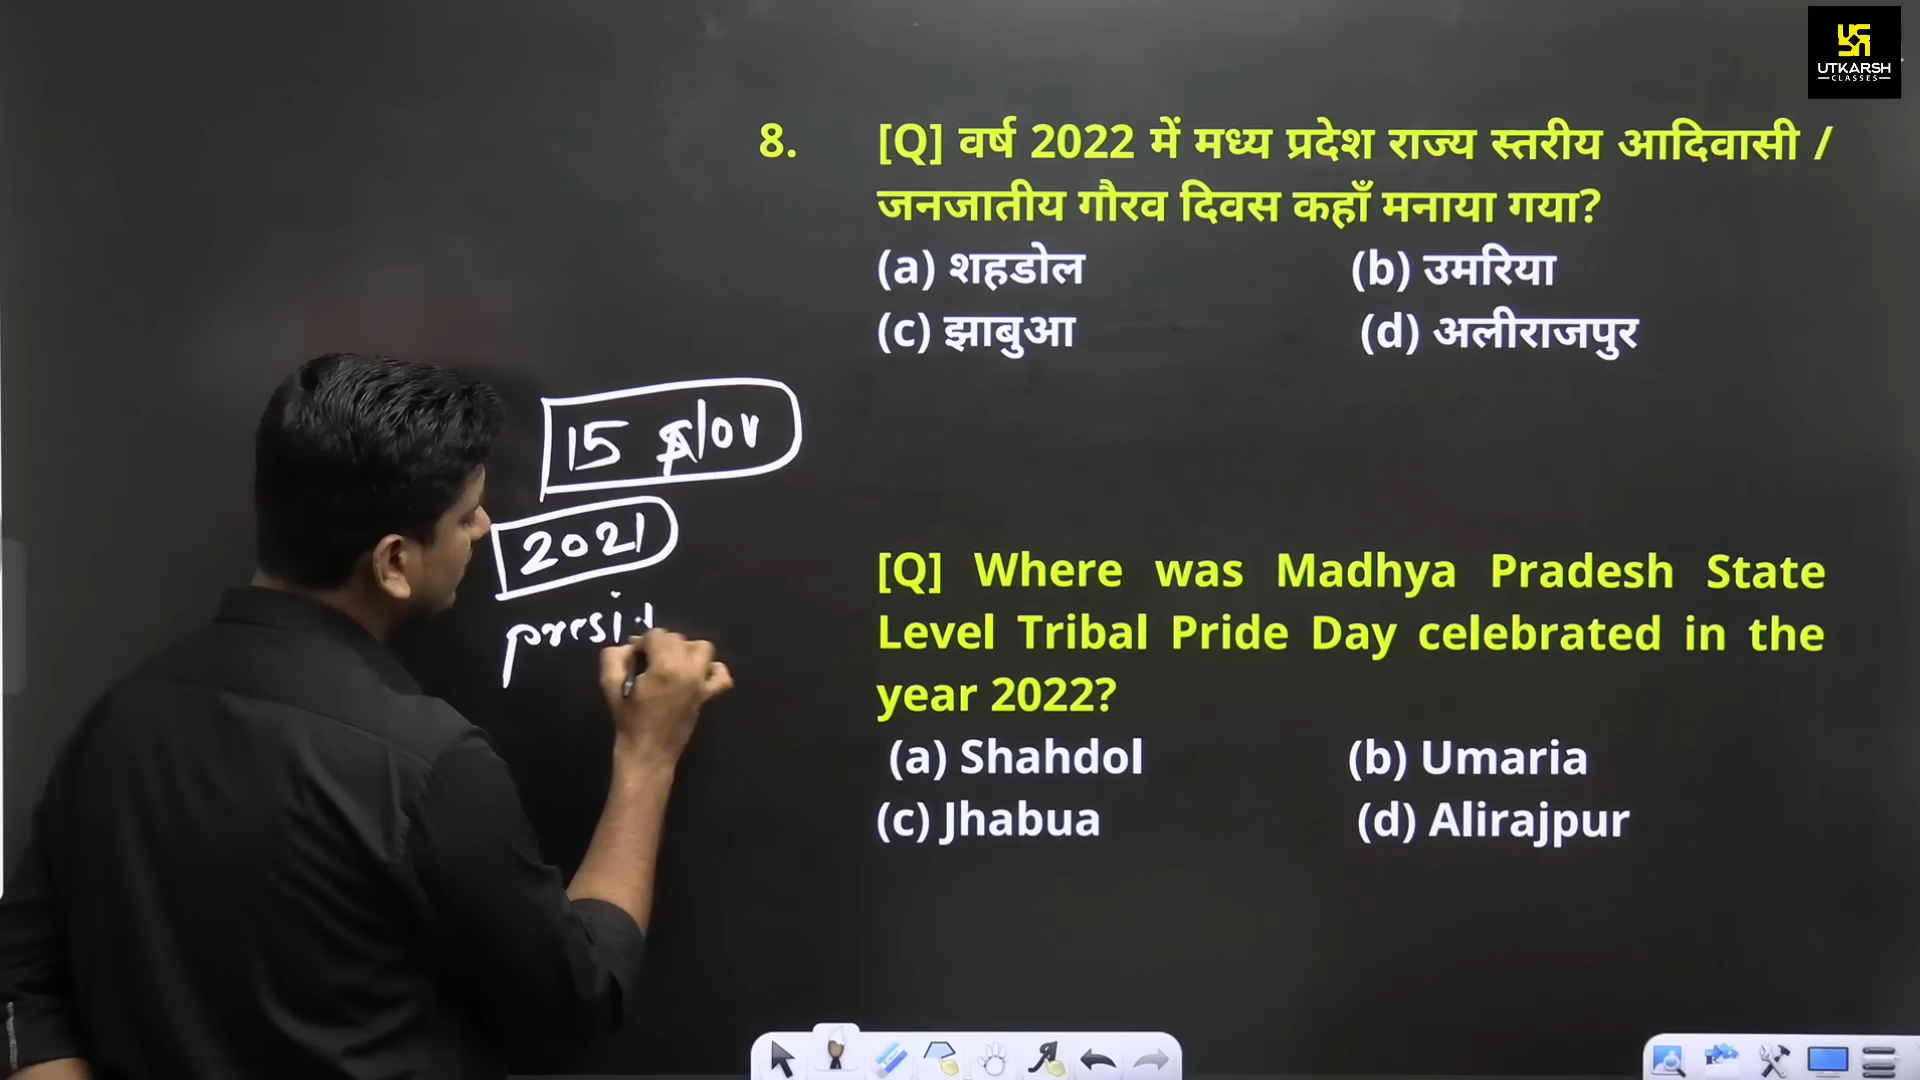 UTKARSH
CLASSES
8. [Q] वर्ष 2022 में मध्य प्रदेश राज्य स्तरीय आदिवासी /
जनजातीय गौरव दिवस कहाँ मनाया गया?
(a) शहडोल (b) उमरिया
(c) झाबुआ (d) अलीराजपुर
15 Nov
2021
presi
[Q] Where was Madhya Pradesh State
Level Tribal Pride Day celebrated in the
year 2022?
(a) Shahdol (b) Umaria
(c) Jhabua (d) Alirajpur